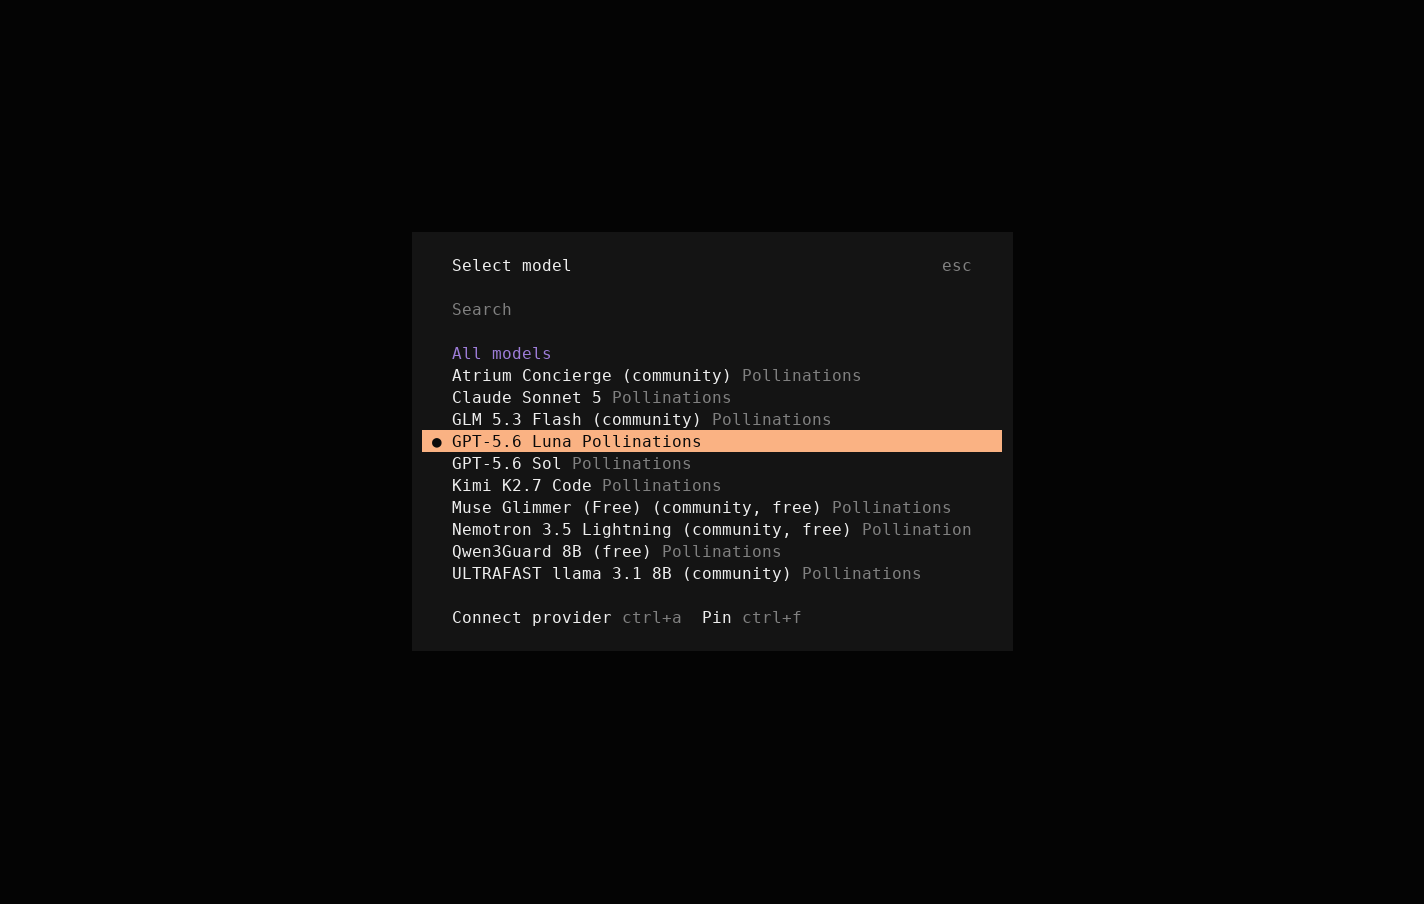 Select model esc
Search
All models
Atrium Concierge (community) Pollinations
Claude Sonnet 5 Pollinations
GLM 5.3 Flash (community) Pollinations
● GPT-5.6 Luna Pollinations
GPT-5.6 Sol Pollinations
Kimi K2.7 Code Pollinations
Muse Glimmer (Free) (community, free) Pollinations
Nemotron 3.5 Lightning (community, free) Pollination
Qwen3Guard 8B (free) Pollinations
ULTRAFAST llama 3.1 8B (community) Pollinations
Connect provider ctrl+a Pin ctrl+f